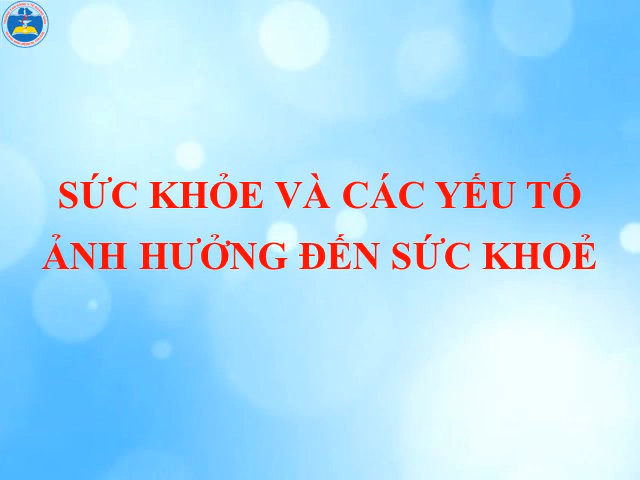 SỨC KHỎE VÀ CÁC YẾU TỐ
ẢNH HƯỞNG ĐẾN SỨC KHOẺ